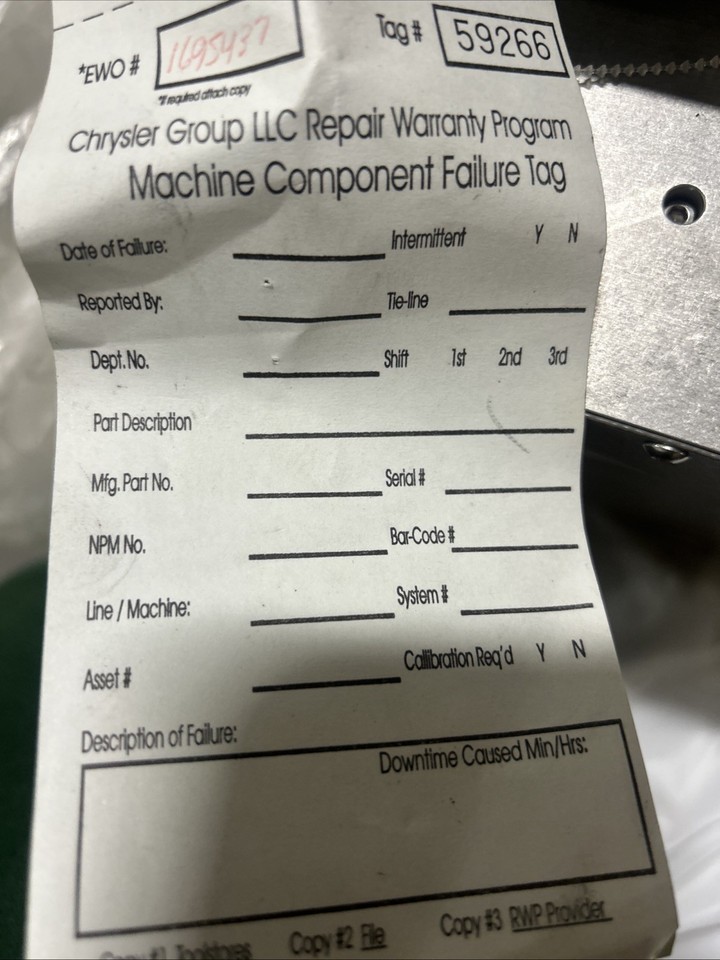 *EWO # 1695437 Tag # 59266
*If required attach copy
Chrysler Group LLC Repair Warranty Program
Machine Component Failure Tag
Date of Failure: Intermittent Y N
Reported By: Tie-line
Dept. No. Shift 1st 2nd 3rd
Part Description
Mfg. Part No. Serial #
NPM No. Bar-Code #
Line / Machine: System #
Asset # Callibration Req'd Y N
Description of Failure:
Downtime Caused Min/Hrs:
Copy #1 Toolstores Copy #2 File Copy #3 RWP Provider